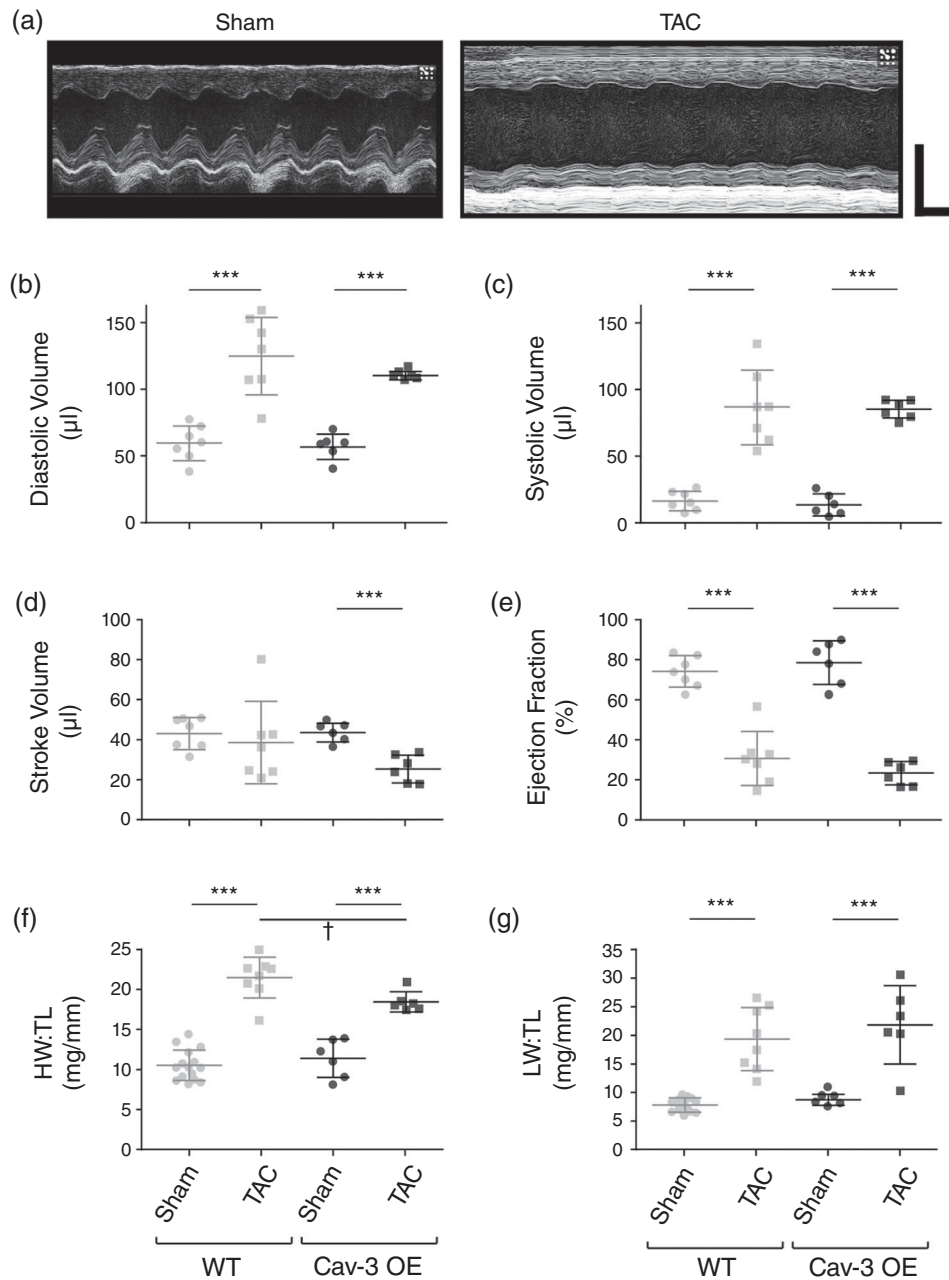 (a)
Sham
TAC
(b)
***
***
Diastolic Volume
(µl)
150
100
50
0
(c)
***
***
Systolic Volume
(µl)
150
100
50
0
(d)
***
Stroke Volume
(µl)
100
80
60
40
20
0
(e)
***
***
Ejection Fraction
(%)
100
80
60
40
20
0
(f)
***
***
†
HW:TL
(mg/mm)
25
20
15
10
5
0
Sham
TAC
Sham
TAC
WT
Cav-3 OE
(g)
***
***
LW:TL
(mg/mm)
35
30
25
20
15
10
5
0
Sham
TAC
Sham
TAC
WT
Cav-3 OE